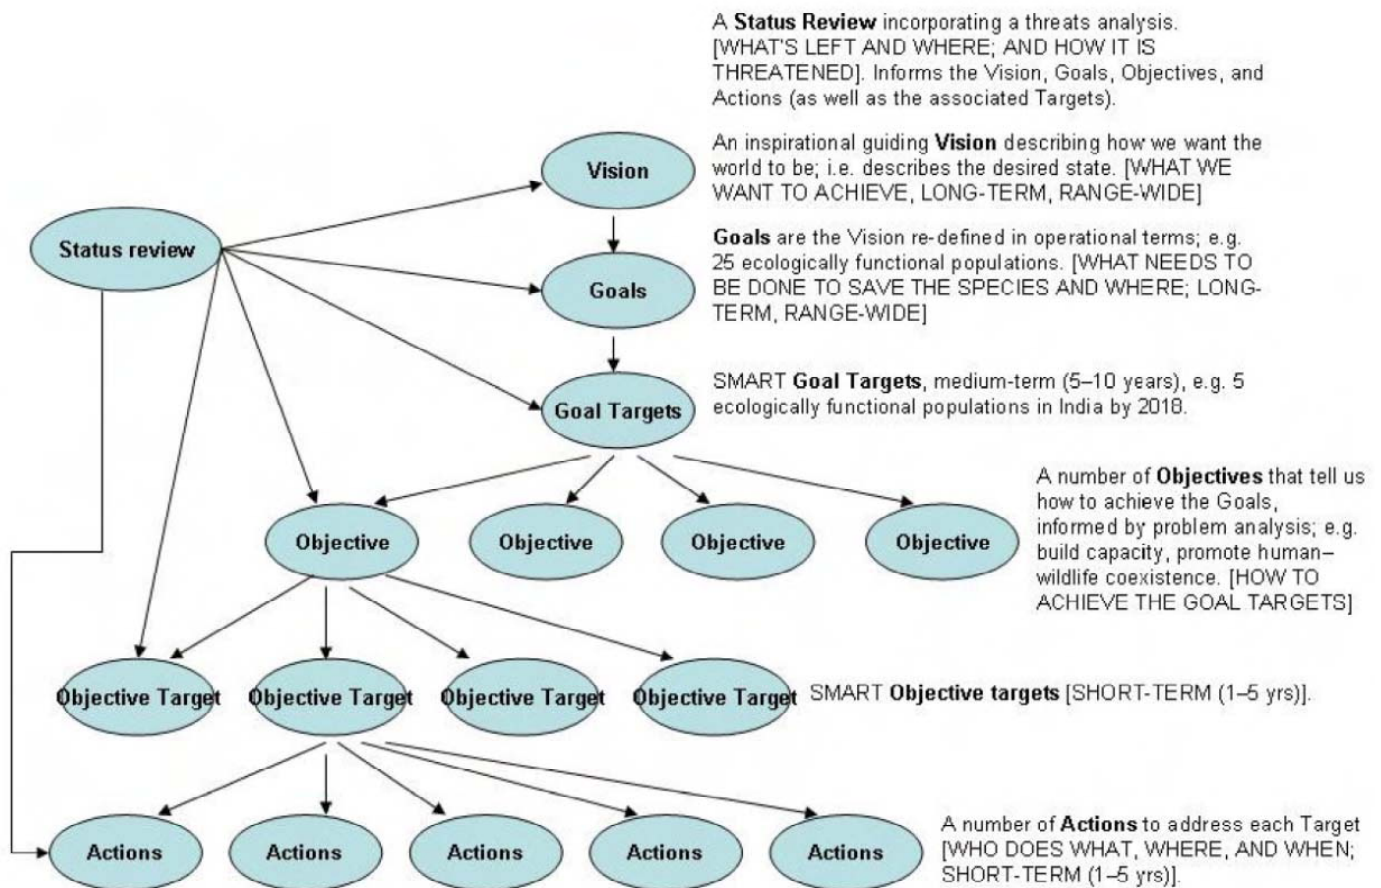 A Status Review incorporating a threats analysis.
[WHAT'S LEFT AND WHERE; AND HOW IT IS
THREATENED]. Informs the Vision, Goals, Objectives, and
Actions (as well as the associated Targets).
Vision
An inspirational guiding Vision describing how we want the
world to be; i.e. describes the desired state. [WHAT WE
WANT TO ACHIEVE, LONG-TERM, RANGE-WIDE]
Status review
Goals
Goals are the Vision re-defined in operational terms; e.g.
25 ecologically functional populations. [WHAT NEEDS TO
BE DONE TO SAVE THE SPECIES AND WHERE; LONG-
TERM, RANGE-WIDE]
Goal Targets
SMART Goal Targets, medium-term (5–10 years), e.g. 5
ecologically functional populations in India by 2018.
Objective
Objective
Objective
Objective
A number of Objectives that tell us
how to achieve the Goals,
informed by problem analysis; e.g.
build capacity, promote human–
wildlife coexistence. [HOW TO
ACHIEVE THE GOAL TARGETS]
Objective Target
Objective Target
Objective Target
Objective Target
SMART Objective targets [SHORT-TERM (1–5 yrs)].
Actions
Actions
Actions
Actions
Actions
A number of Actions to address each Target
[WHO DOES WHAT, WHERE, AND WHEN;
SHORT-TERM (1–5 yrs)].